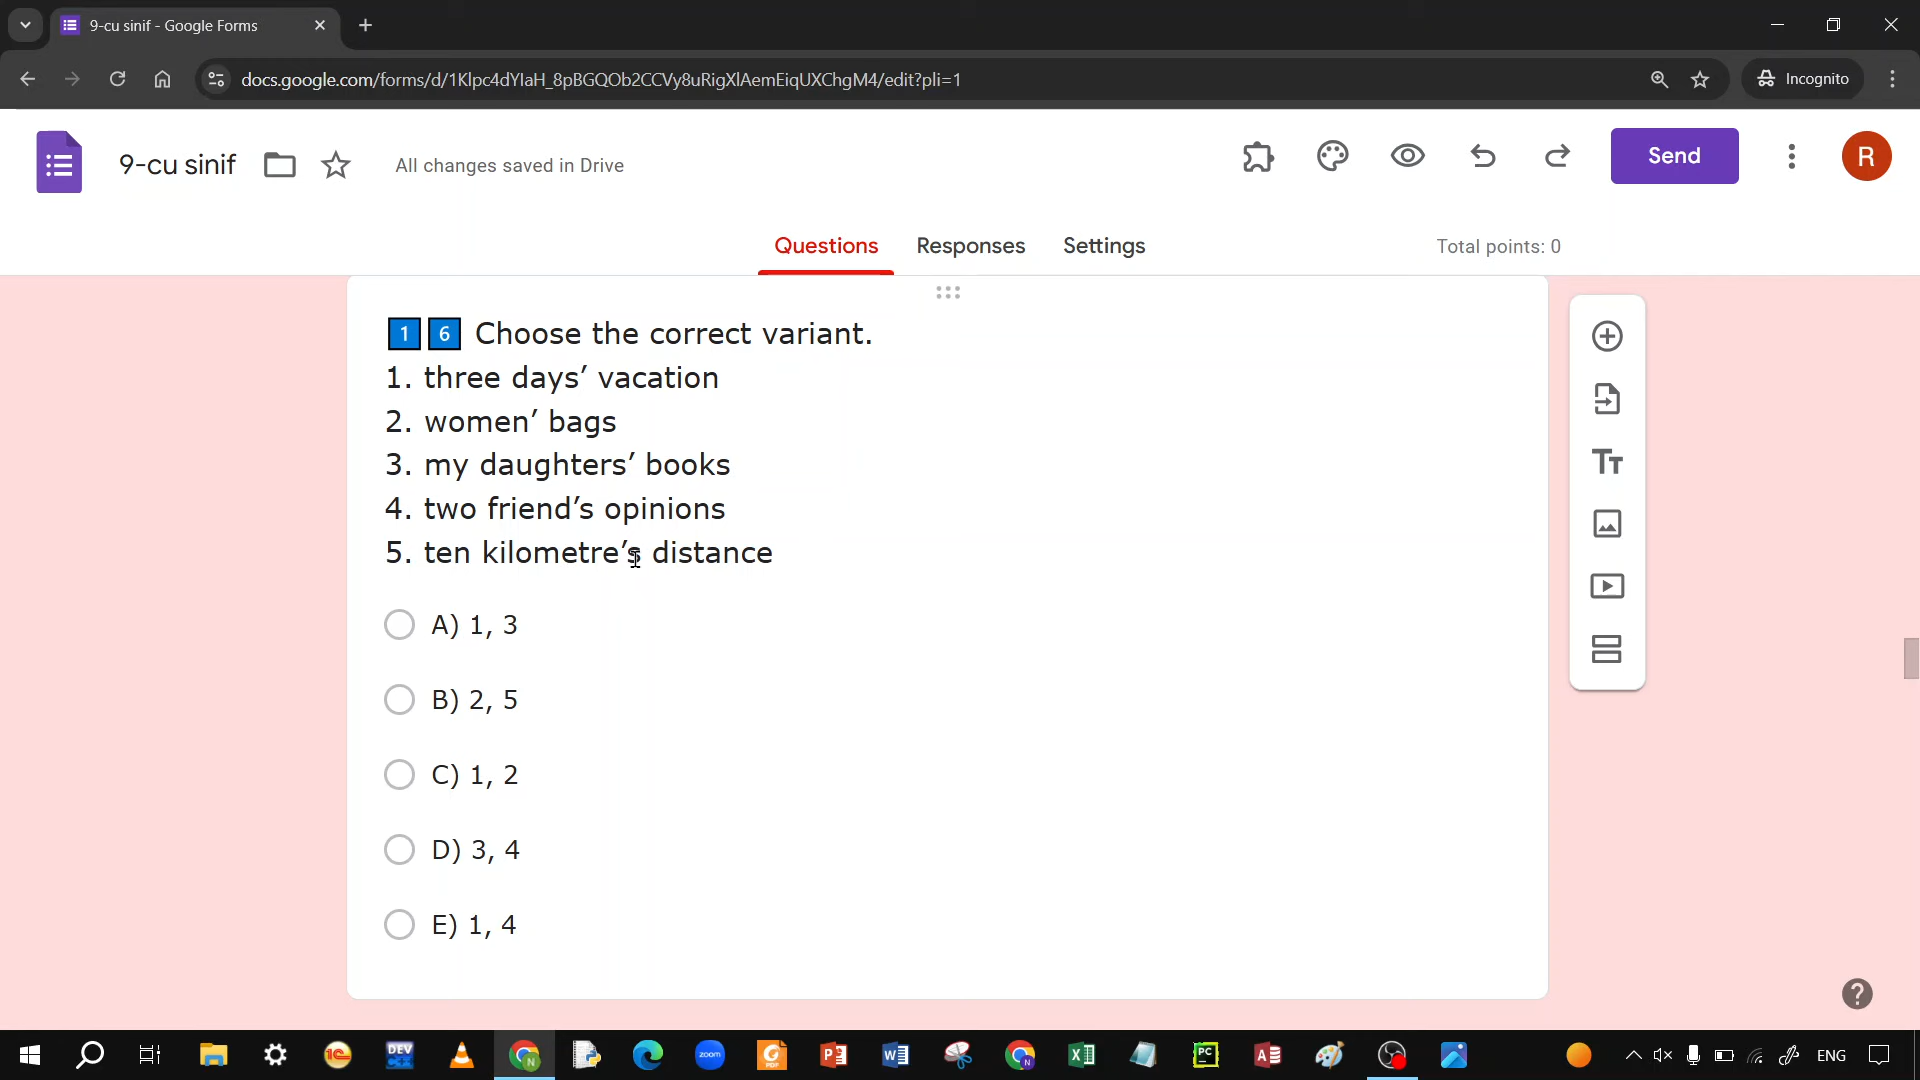 9-cu sinif - Google Forms
docs.google.com/forms/d/1Klpc4dYIaH_8pBGQOb2CCVy8uRigXlAemEiqUXChgM4/edit?pli=1
Incognito
9-cu sinif
All changes saved in Drive
Send
R
Questions
Responses
Settings
Total points: 0
1 6 Choose the correct variant.
1. three days’ vacation
2. women’ bags
3. my daughters’ books
4. two friend’s opinions
5. ten kilometre’s distance
A) 1, 3
B) 2, 5
C) 1, 2
D) 3, 4
E) 1, 4
ENG